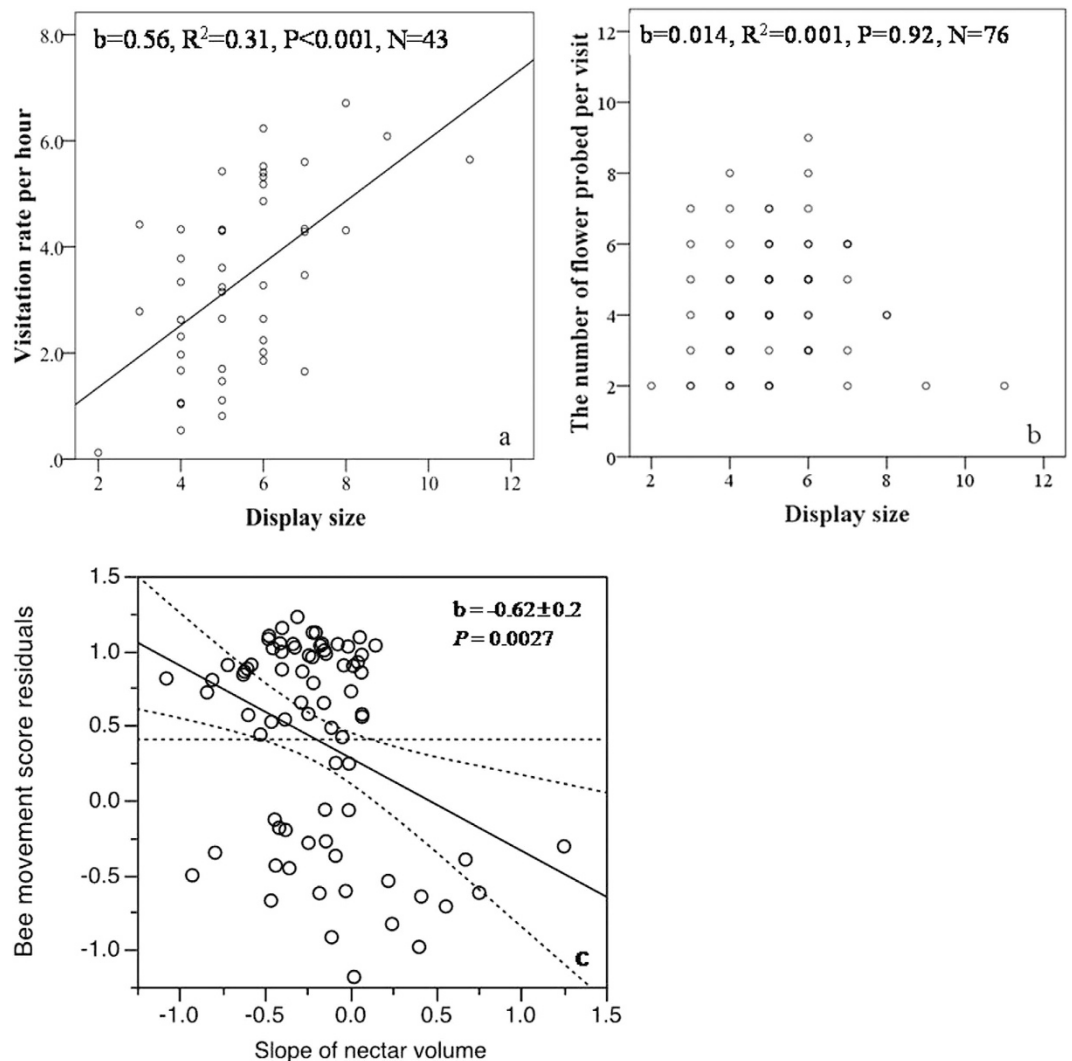 b=0.56, R²=0.31, P<0.001, N=43
Visitation rate per hour
8.0
6.0
4.0
2.0
.0
2 4 6 8 10 12
Display size
a
b=0.014, R²=0.001, P=0.92, N=76
The number of flower probed per visit
12
10
8
6
4
2
0
2 4 6 8 10 12
Display size
b
b=-0.62±0.2
P=0.0027
Bee movement score residuals
1.5
1.0
0.5
0.0
-0.5
-1.0
-1.0 -0.5 0.0 0.5 1.0 1.5
Slope of nectar volume
c